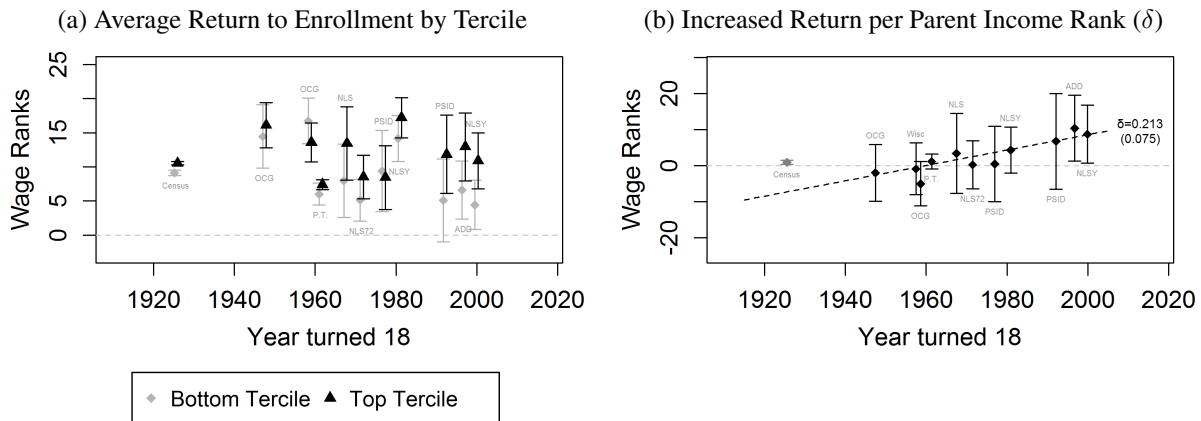 (a) Average Return to Enrollment by Tercile
Wage Ranks
25
15
5
0
Census
OCG
OCG
P.T.
NLS
NLS72
PSID
NLSY
PSID
ADD
NLSY
1920 1940 1960 1980 2000 2020
Year turned 18
Bottom Tercile Top Tercile
(b) Increased Return per Parent Income Rank (δ)
Wage Ranks
20
0
-20
Census
OCG
Wisc
OCG
P.T.
NLS
NLS72
PSID
NLSY
PSID
ADD
NLSY
δ=0.213
(0.075)
1920 1940 1960 1980 2000 2020
Year turned 18